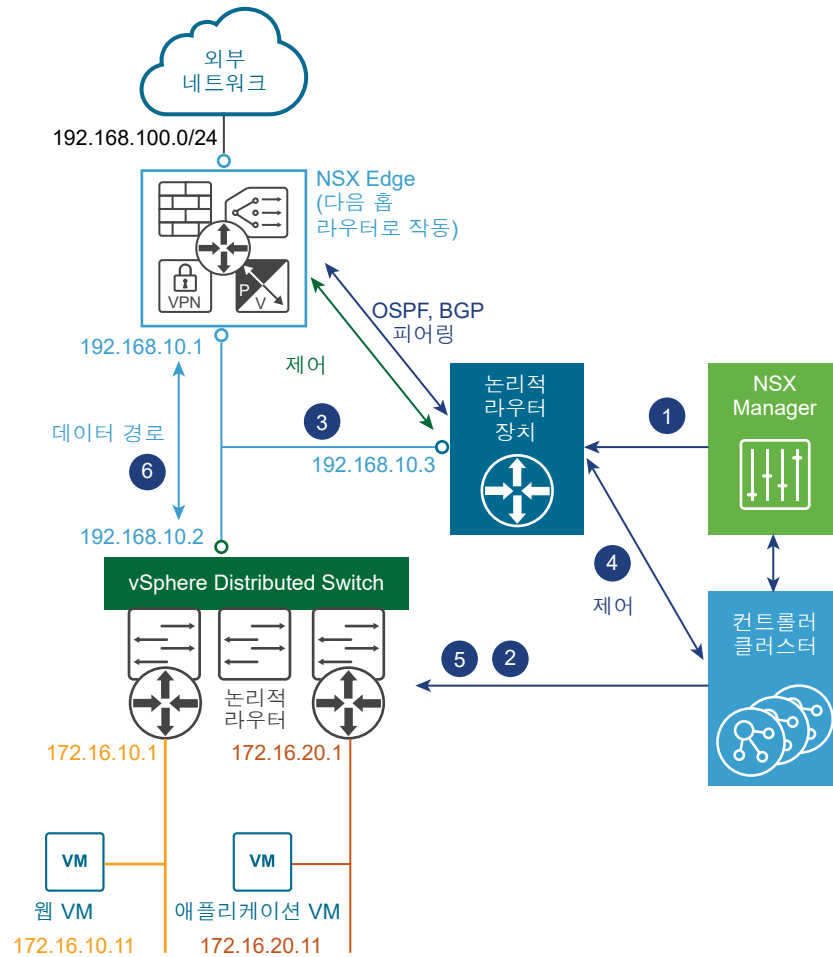 외부
네트워크
192.168.100.0/24
NSX Edge
(다음 홉
라우터로 작동)
VPN
P
V
OSPF, BGP
피어링
192.168.10.1
제어
논리적
라우터
장치
NSX
Manager
1
3
데이터 경로
192.168.10.3
6
192.168.10.2
4
vSphere Distributed Switch
제어
컨트롤러
클러스터
5
2
논리적
라우터
172.16.10.1
172.16.20.1
VM
VM
웹 VM
애플리케이션 VM
172.16.10.11
172.16.20.11